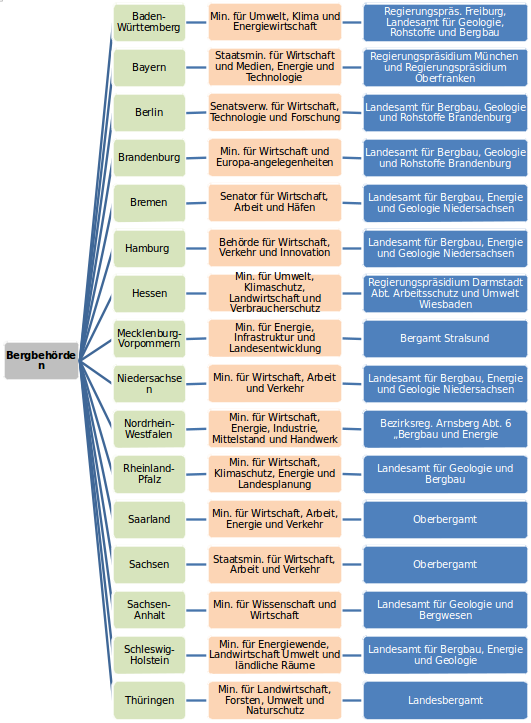 Baden-
Württemberg
Min. für Umwelt, Klima und
Energiewirtschaft
Regierungspräs. Freiburg,
Landesamt für Geologie,
Rohstoffe und Bergbau
Bayern
Staatsmin. für Wirtschaft
und Medien, Energie und
Technologie
Regierungspräsidium München
und Regierungspräsidium
Oberfranken
Berlin
Senatsverw. für Wirtschaft,
Technologie und Forschung
Landesamt für Bergbau, Geologie
und Rohstoffe Brandenburg
Brandenburg
Min. für Wirtschaft und
Europa-angelegenheiten
Landesamt für Bergbau, Geologie
und Rohstoffe Brandenburg
Bremen
Senator für Wirtschaft,
Arbeit und Häfen
Landesamt für Bergbau, Energie
und Geologie Niedersachsen
Hamburg
Behörde für Wirtschaft,
Verkehr und Innovation
Landesamt für Bergbau, Energie
und Geologie Niedersachsen
Hessen
Min. für Umwelt,
Klimaschutz,
Landwirtschaft und
Verbraucherschutz
Regierungspräsidium Darmstadt
Abt. Arbeitsschutz und Umwelt
Wiesbaden
Mecklenburg-
Vorpommern
Min. für Energie,
Infrastruktur und
Landesentwicklung
Bergamt Stralsund
Bergbehörde
n
Niedersachse
n
Min. für Wirtschaft, Arbeit
und Verkehr
Landesamt für Bergbau, Energie
und Geologie Niedersachsen
Nordrhein-
Westfalen
Min. für Wirtschaft,
Energie, Industrie,
Mittelstand und Handwerk
Bezirksreg. Arnsberg Abt. 6
„Bergbau und Energie
Rheinland-
Pfalz
Min. für Wirtschaft,
Klimaschutz, Energie und
Landesplanung
Landesamt für Geologie und
Bergbau
Saarland
Min. für Wirtschaft, Arbeit,
Energie und Verkehr
Oberbergamt
Sachsen
Staatsmin. für Wirtschaft,
Arbeit und Verkehr
Oberbergamt
Sachsen-
Anhalt
Min. für Wissenschaft und
Wirtschaft
Landesamt für Geologie und
Bergwesen
Schleswig-
Holstein
Min. für Energiewende,
Landwirtschaft Umwelt und
ländliche Räume
Landesamt für Bergbau, Energie
und Geologie
Thüringen
Min. für Landwirtschaft,
Forsten, Umwelt und
Naturschutz
Landesbergamt